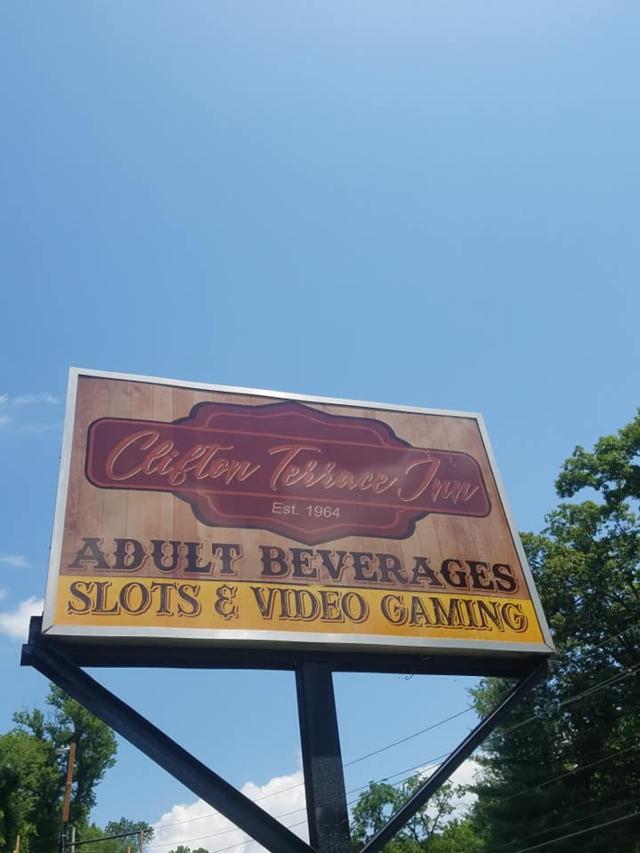 Clifton Terrace Inn
Est. 1964
ADULT BEVERAGES
SLOTS & VIDEO GAMING